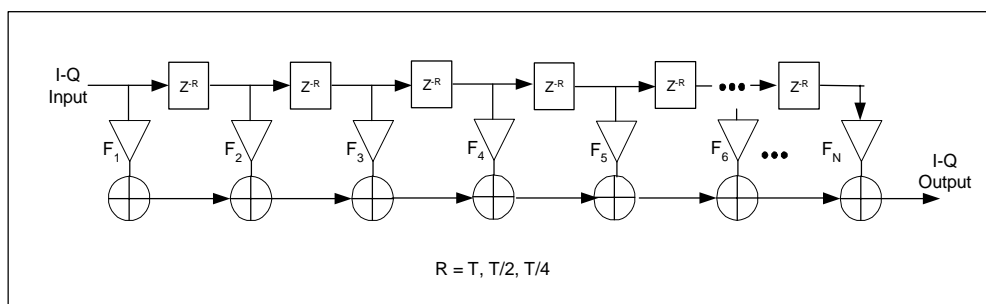 I-Q
Input
Z-R
Z-R
Z-R
Z-R
Z-R
Z-R
F1
F2
F3
F4
F5
F6
FN
I-Q
Output
R = T, T/2, T/4